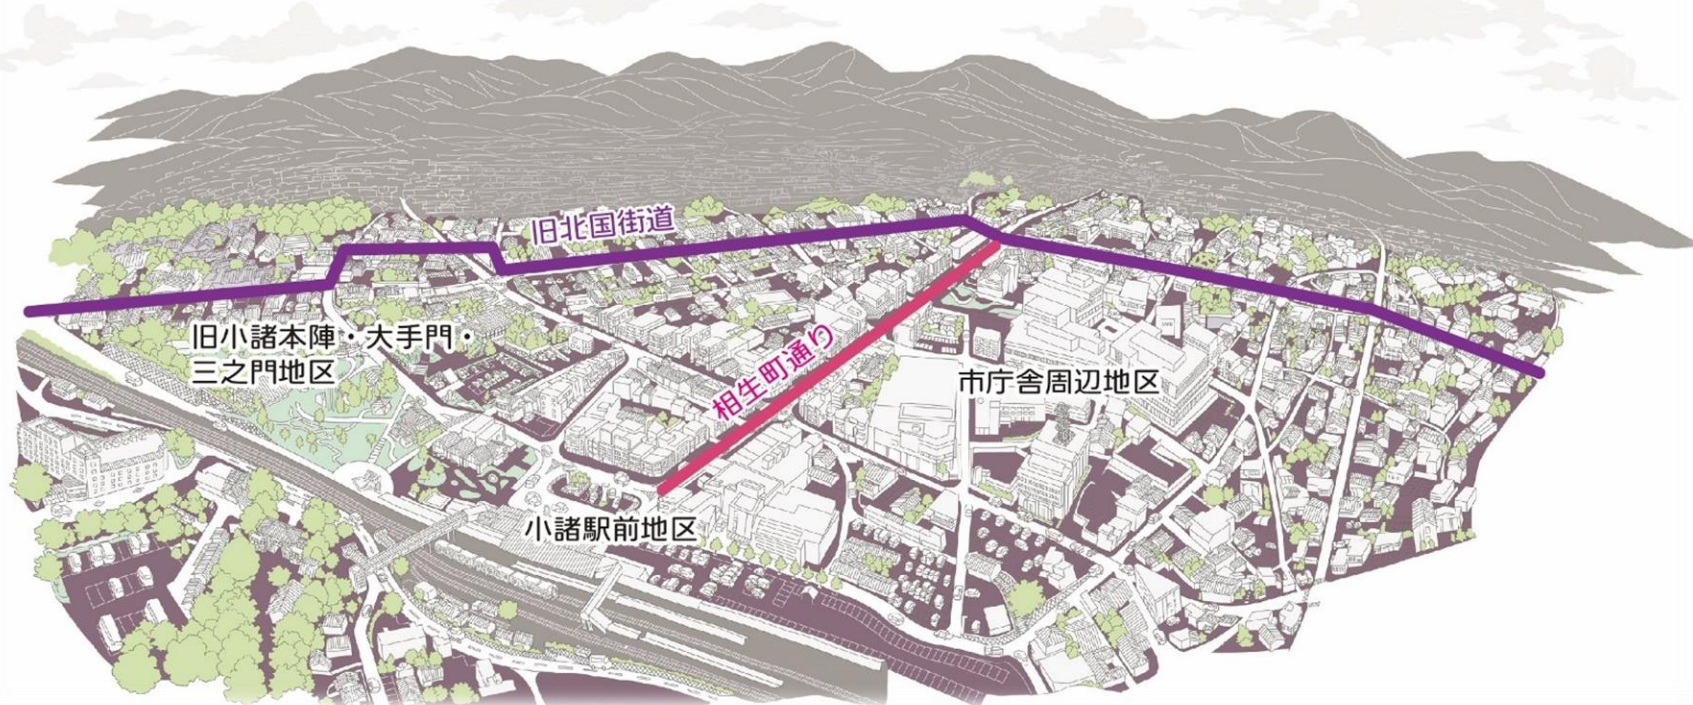 旧北国街道
旧小諸本陣・大手門・
三之門地区
相生町通り
市庁舎周辺地区
小諸駅前地区